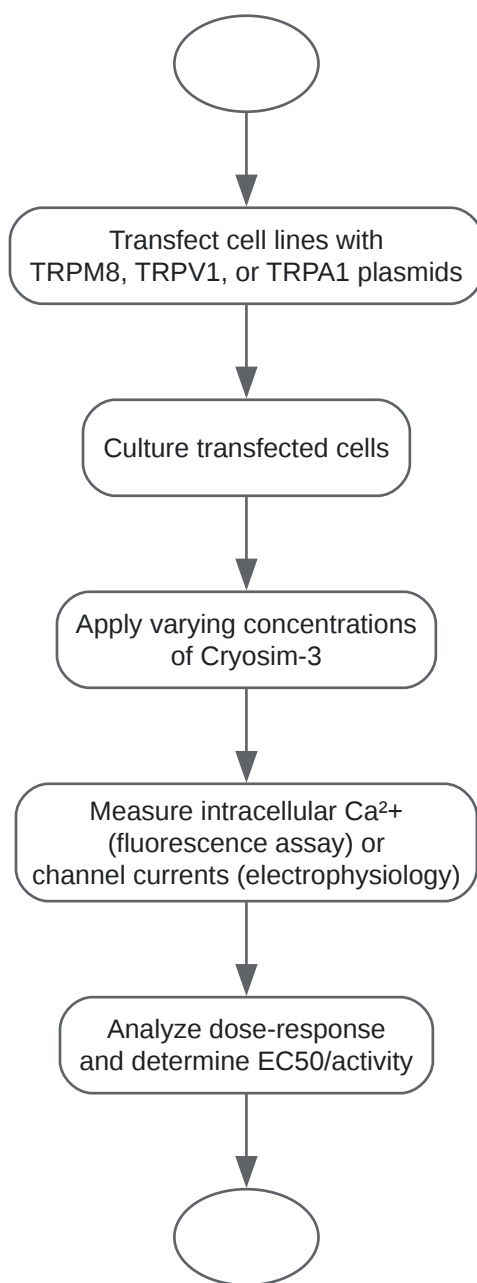 Transfect cell lines with
TRPM8, TRPV1, or TRPA1 plasmids
Culture transfected cells
Apply varying concentrations
of Cryosim-3
Measure intracellular Ca²+
(fluorescence assay) or
channel currents (electrophysiology)
Analyze dose-response
and determine EC50/activity